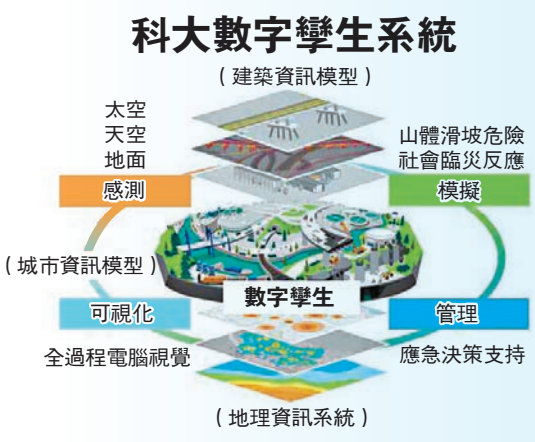 科大數字孿生系統
(建築資訊模型)
太空
天空
地面
感測
山體滑坡危險
社會臨災反應
模擬
(城市資訊模型)
數字孿生
可視化
全過程電腦視覺
管理
應急決策支持
(地理資訊系統)